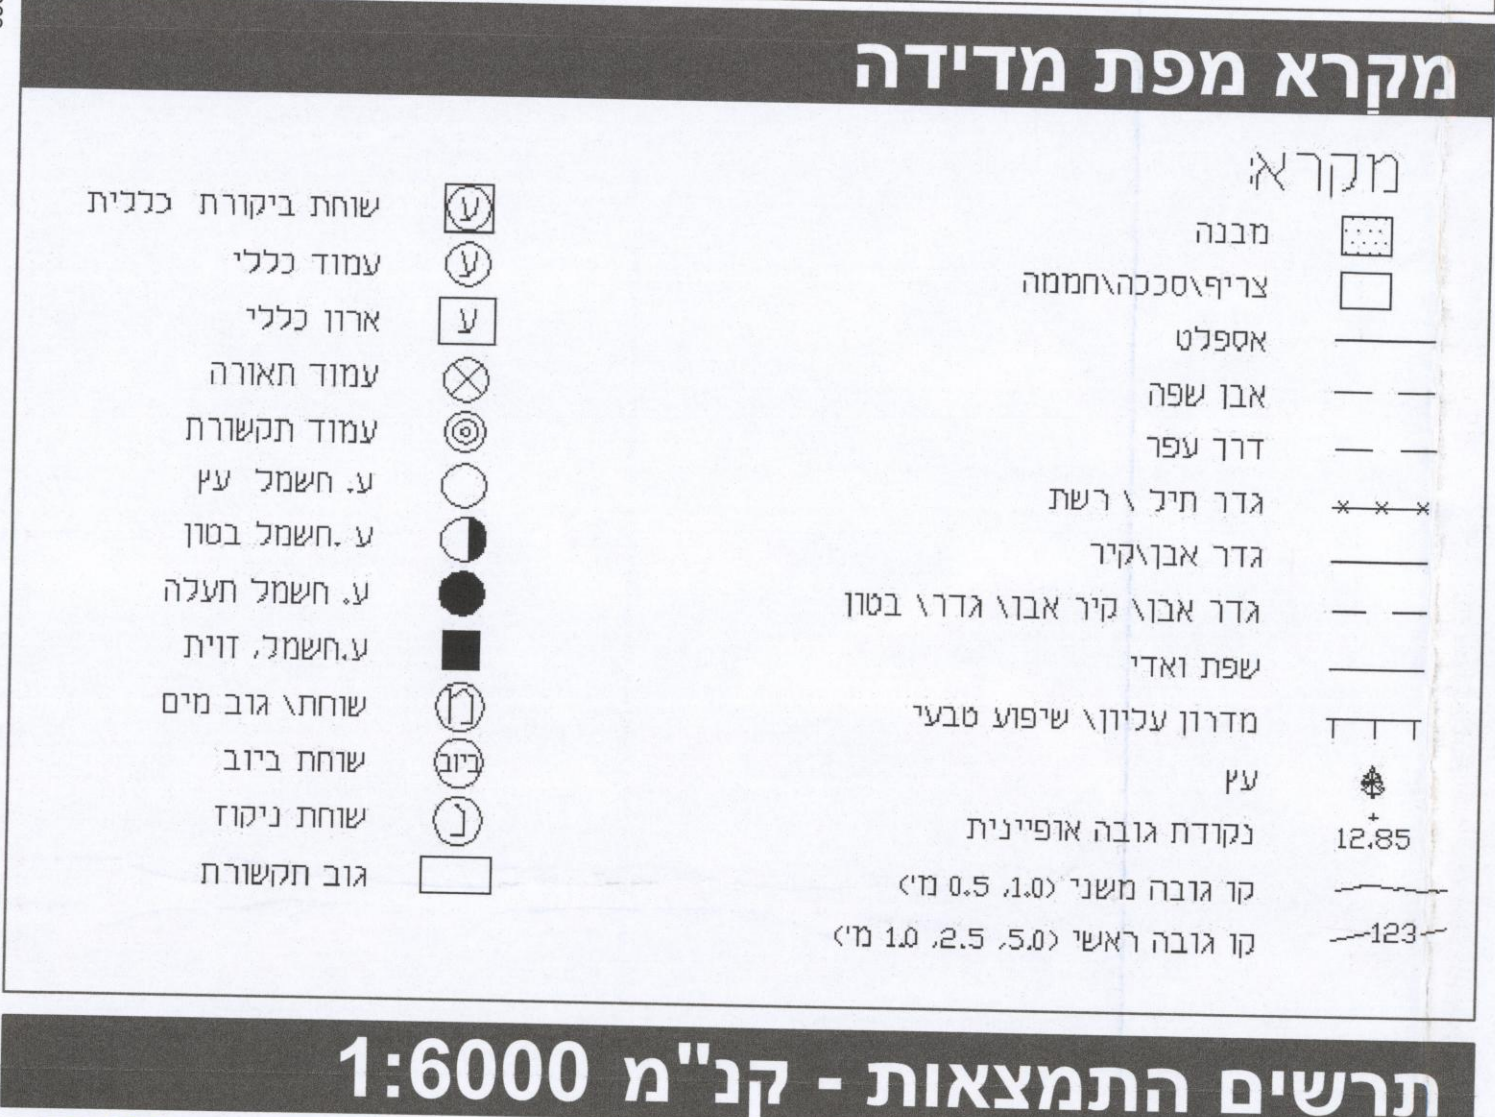 מקרא מפת מדידה
מקרא:
מבנה
צריף\סככה\חממה
אספלט
אבן שפה
דרך עפר
גדר תיל \ רשת
גדר אבן\קיר
גדר אבן\ קיר אבן\ גדר\ בטון
שפת ואדי
מדרון עליון\ שיפוע טבעי
עץ
נקודת גובה אופיינית
12.85
קו גובה משני (1.0, 0.5 מ')
קו גובה ראשי (5.0, 2.5, 1.0 מ')
123
שוחת ביקורת כללית
ע
עמוד כללי
ע
ארון כללי
ע
עמוד תאורה
עמוד תקשורת
ע. חשמל עץ
ע .חשמל בטון
ע. חשמל תעלה
ע.חשמל. זוית
שוחת\ גוב מים
מ
שוחת ביוב
ביוב
שוחת ניקוז
נ
גוב תקשורת
תרשים התמצאות - קנ"מ 1:6000